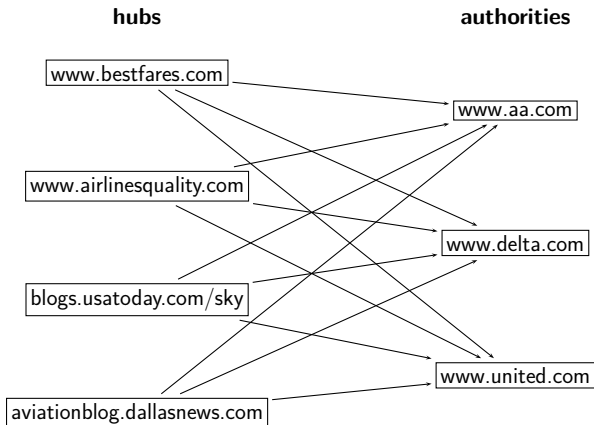 hubs
authorities
www.bestfares.com
www.aa.com
www.airlinesquality.com
www.delta.com
blogs.usatoday.com/sky
www.united.com
aviationblog.dallasnews.com